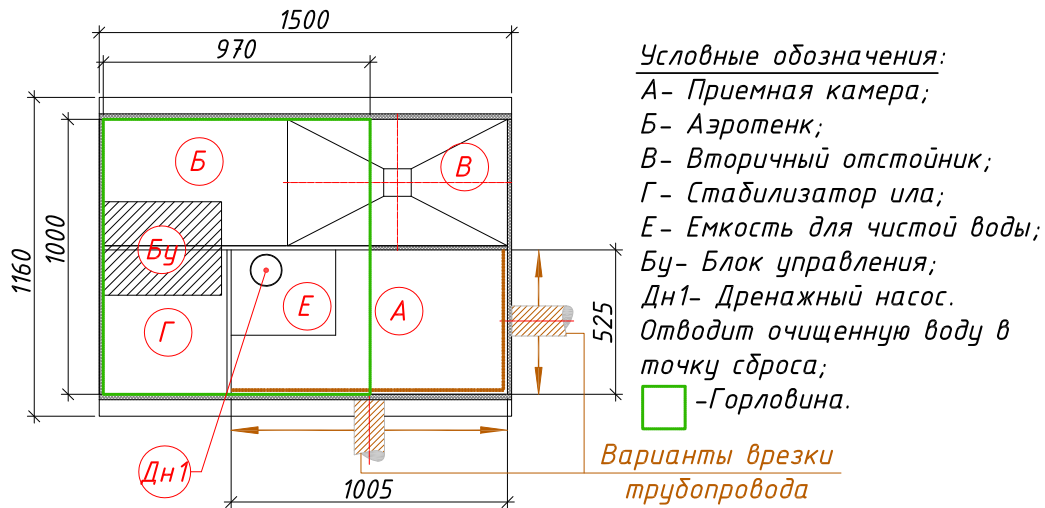 1500
970
1160
1000
525
1005
Б
В
Бу
Г
Е
А
Дн1
Условные обозначения:
А- Приемная камера;
Б- Аэротенк;
В- Вторичный отстойник;
Г- Стабилизатор ила;
Е- Емкость для чистой воды;
Бу- Блок управления;
Дн1- Дренажный насос.
Отводит очищенную воду в
точку сброса;
-Горловина.
Варианты врезки
трубопровода